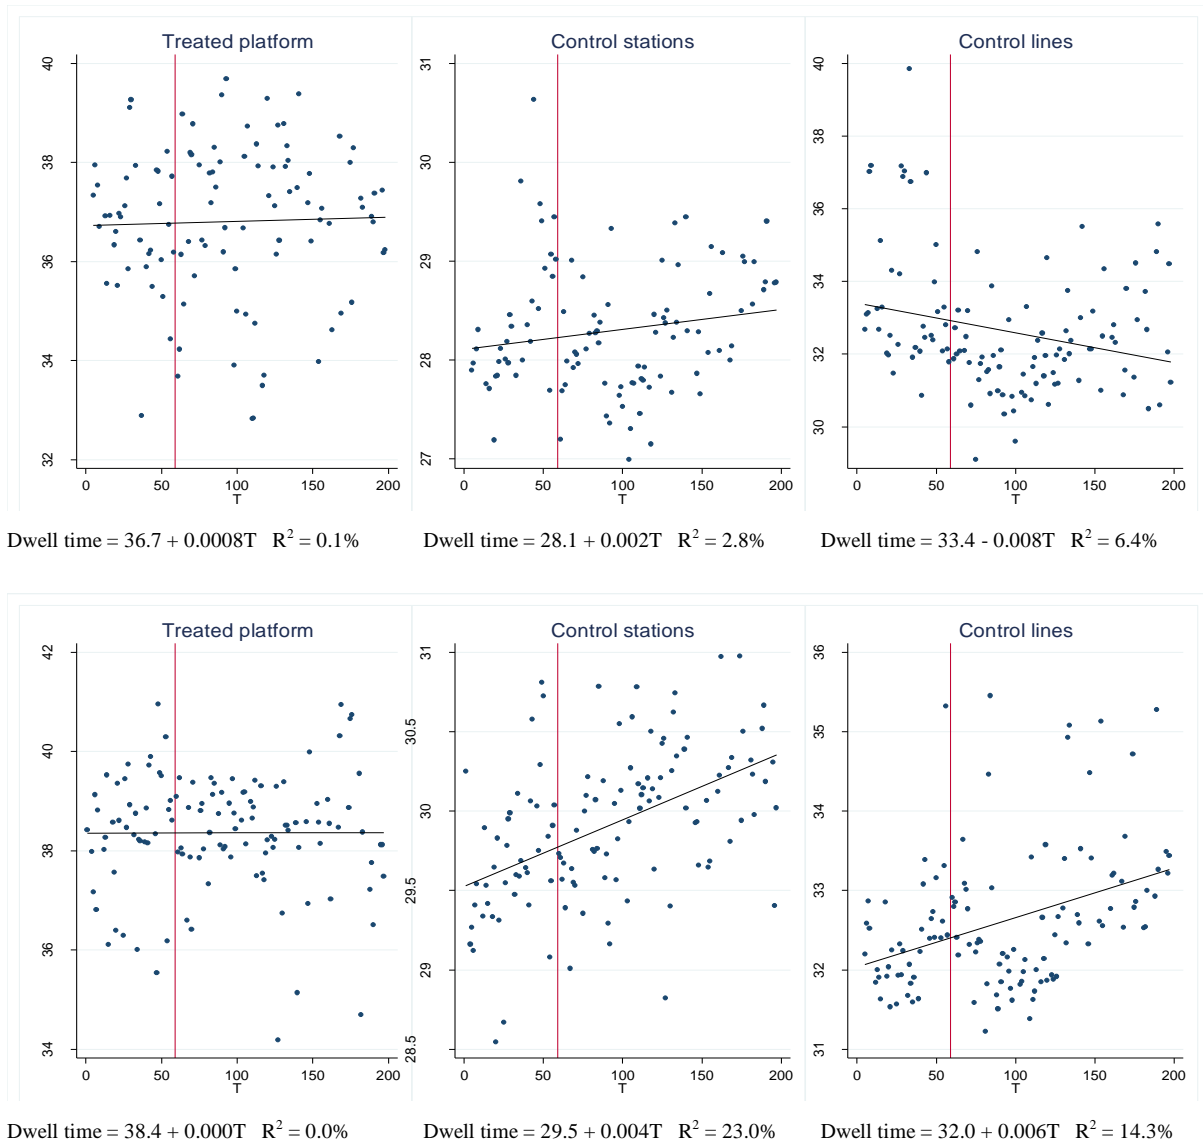 Treated platform Control stations Control lines
40
38
36
34
32
0 50 100 150 200
T
31
30
29
28
27
0 50 100 150 200
T
40
38
36
34
32
30
0 50 100 150 200
T
Dwell time = 36.7 + 0.0008T R² = 0.1% Dwell time = 28.1 + 0.002T R² = 2.8% Dwell time = 33.4 - 0.008T R² = 6.4%
Treated platform Control stations Control lines
42
40
38
36
34
0 50 100 150 200
T
31
30.5
30
29.5
29
28.5
0 50 100 150 200
T
36
35
34
33
32
31
0 50 100 150 200
T
Dwell time = 38.4 + 0.000T R² = 0.0% Dwell time = 29.5 + 0.004T R² = 23.0% Dwell time = 32.0 + 0.006T R² = 14.3%